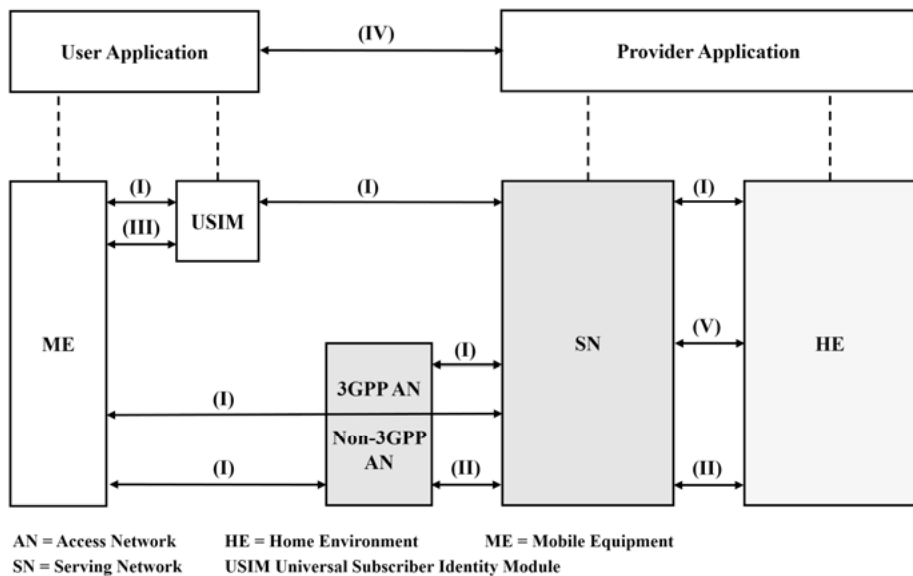 User Application
(IV)
Provider Application
(I)
(I)
(I)
(III)
USIM
ME
SN
(V)
HE
(I)
3GPP AN
(I)
Non-3GPP
AN
(I)
(II)
(II)
AN = Access Network
HE = Home Environment
ME = Mobile Equipment
SN = Serving Network
USIM Universal Subscriber Identity Module